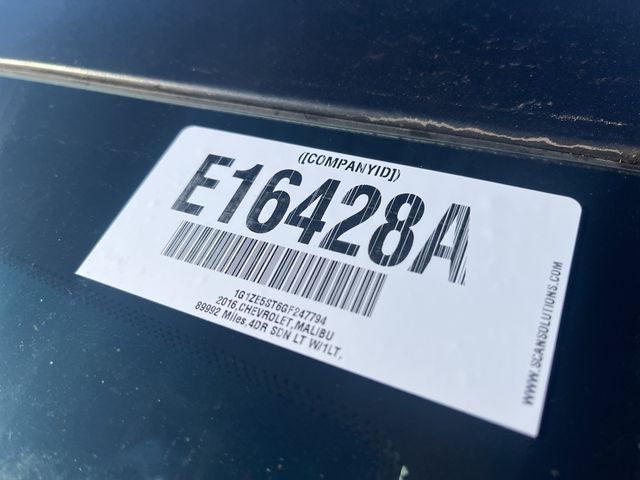 ([COMPANYID])
E16428A
1G1ZE5ST6GF247794
2016,CHEVROLET,MALIBU
89992 Miles,4DR SDN LT W/1LT,
WWW.SCANSOLUTIONS.COM